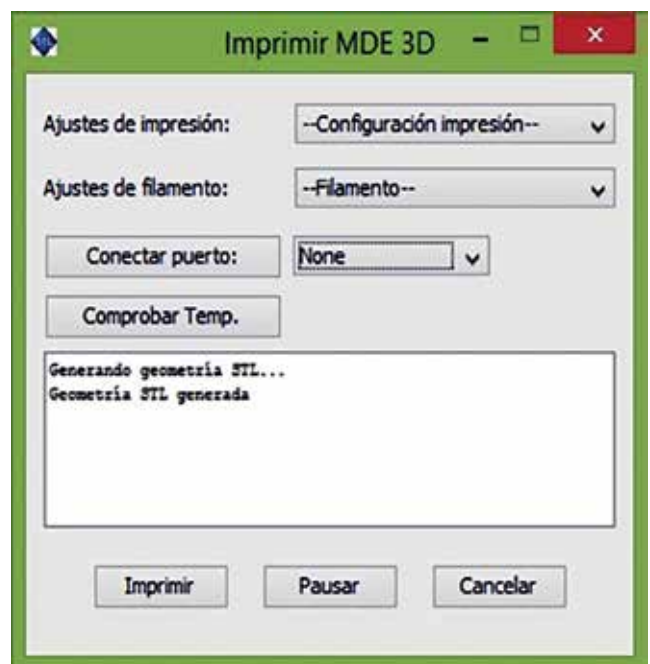 Imprimir MDE 3D
Ajustes de impresión: --Configuración impresión--
Ajustes de filamento: --Filamento--
Conectar puerto: None
Comprobar Temp.
Generando geometría STL...
Geometría STL generada
Imprimir Pausar Cancelar